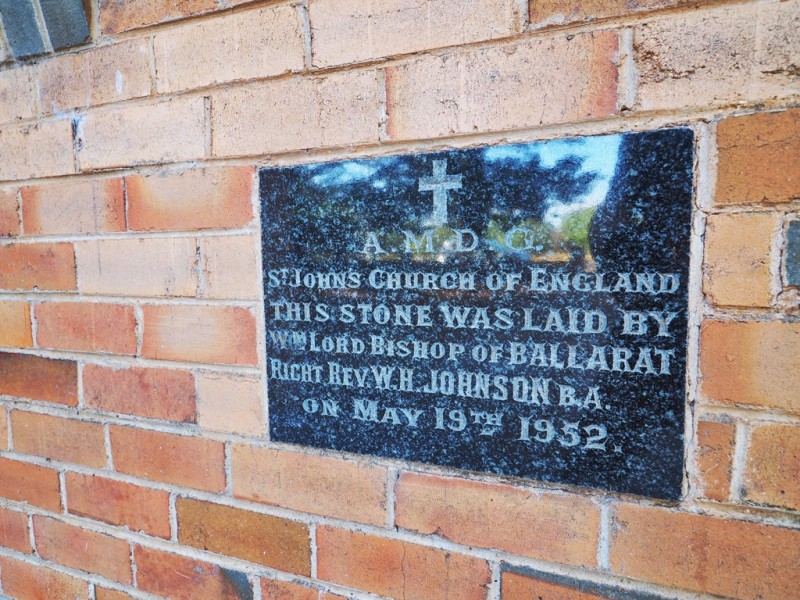 A. M. D. G.
ST JOHNS CHURCH OF ENGLAND
THIS STONE WAS LAID BY
WM LORD BISHOP OF BALLARAT
RIGHT REV. W. H. JOHNSON B.A.
ON MAY 19TH 1952.